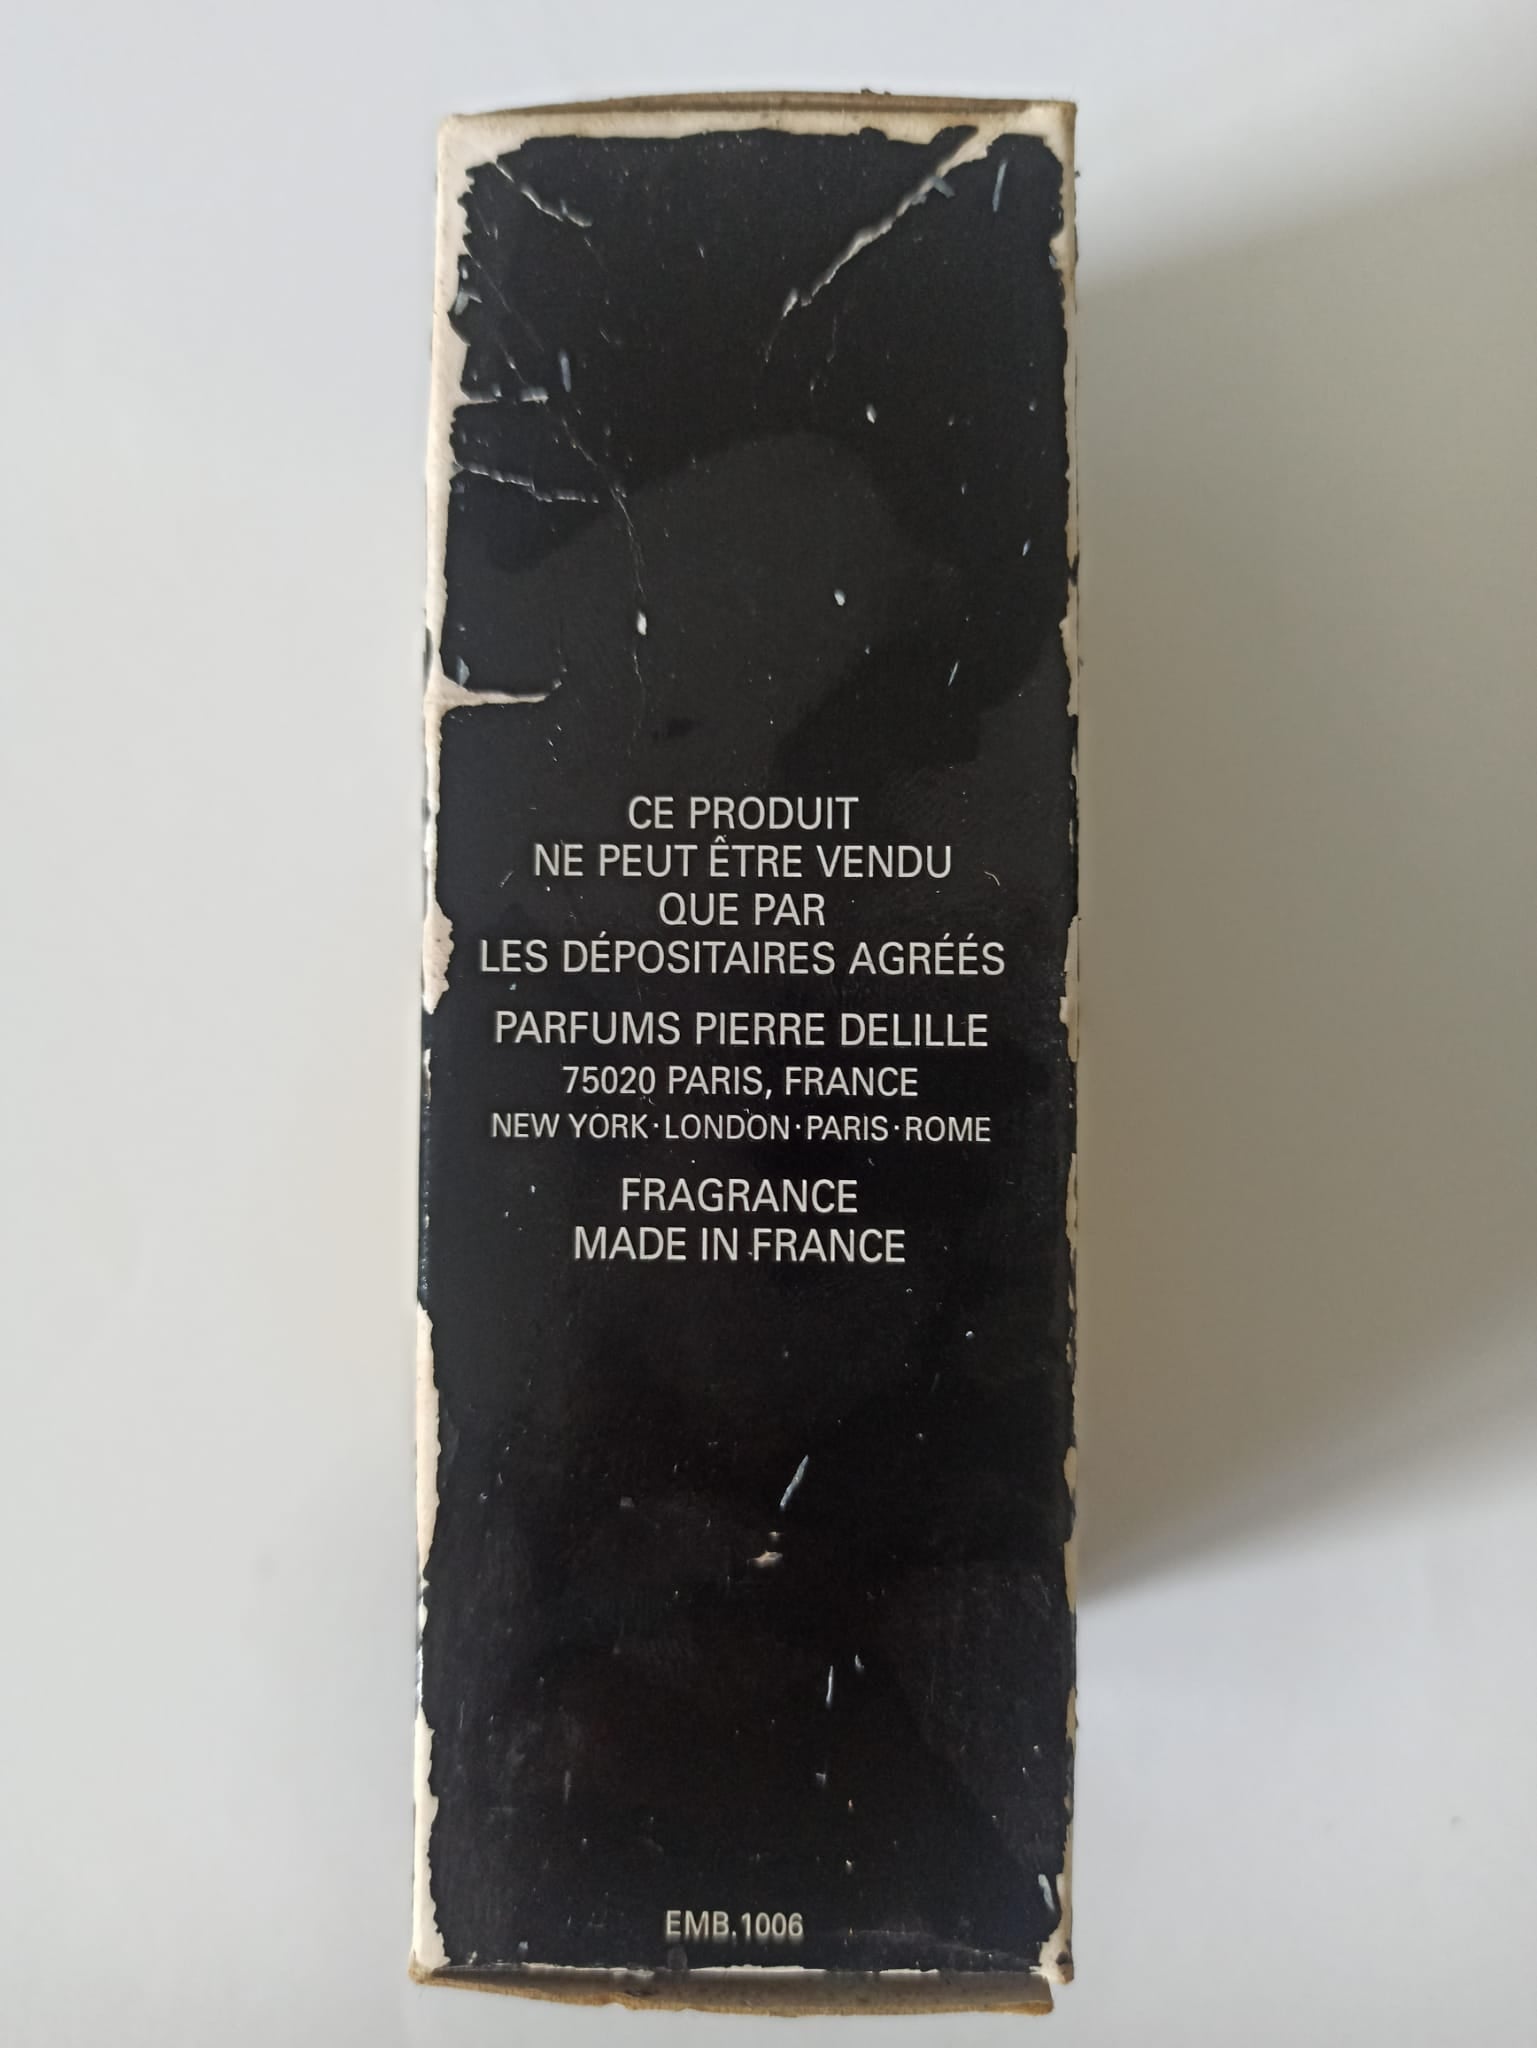 CE PRODUIT
NE PEUT ÊTRE VENDU
QUE PAR
LES DÉPOSITAIRES AGRÉÉS
PARFUMS PIERRE DELILLE
75020 PARIS, FRANCE
NEW YORK·LONDON·PARIS·ROME
FRAGRANCE
MADE IN FRANCE
EMB.1006